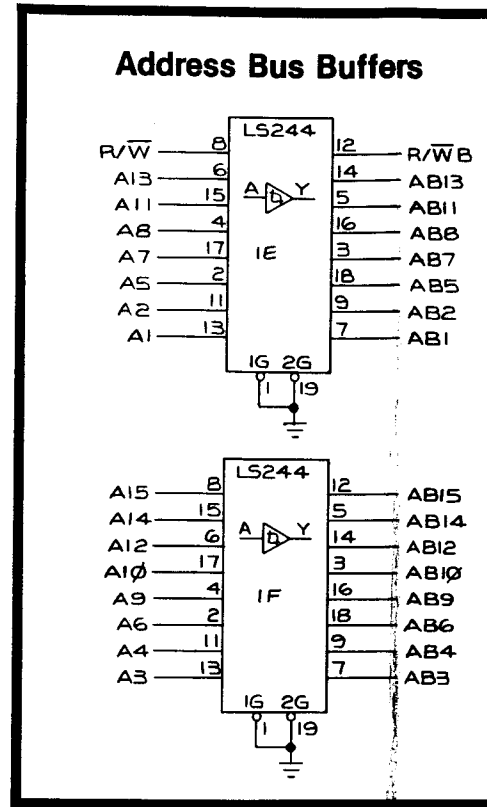 Address Bus Buffers
LS244
R/W̅ 8 12 R/W̅B
A13 6 14 AB13
A11 15 5 AB11
A8 4 16 AB8
A7 17 3 AB7
A5 2 18 AB5
A2 11 9 AB2
A1 13 7 AB1
A Y
1E
1G 2G
1 19
LS244
A15 8 12 AB15
A14 15 5 AB14
A12 6 14 AB12
A1Ø 17 3 AB1Ø
A9 4 16 AB9
A6 2 18 AB6
A4 11 9 AB4
A3 13 7 AB3
A Y
1F
1G 2G
1 19